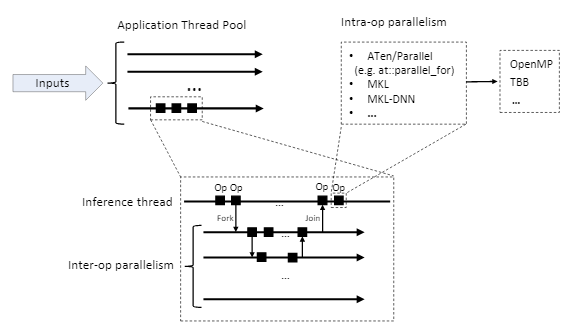 Application Thread Pool
Intra-op parallelism
Inputs
...
• ATen/Parallel
(e.g. at::parallel_for)
• MKL
• MKL-DNN
• ...
OpenMP
TBB
...
Op Op
Op Op
Inference thread
...
Fork
Join
...
Inter-op parallelism
...